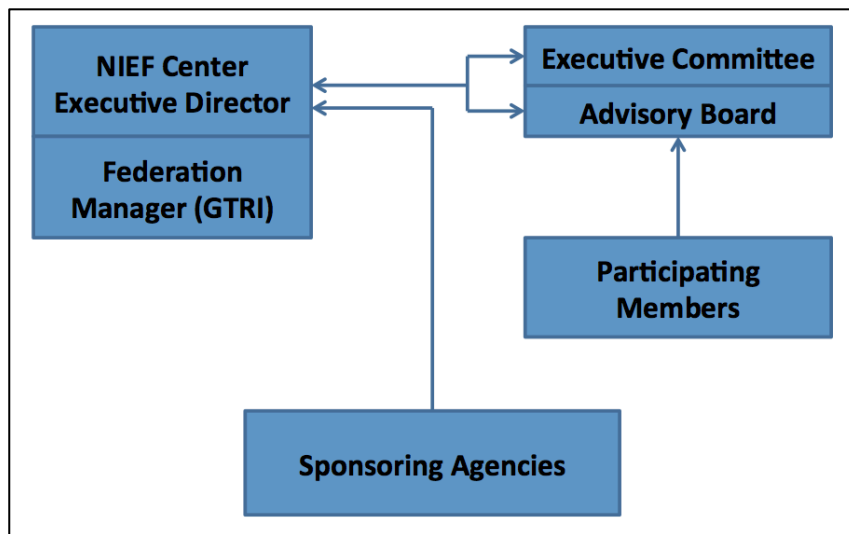 NIEF Center
Executive Director
Federation
Manager (GTRI)
Executive Committee
Advisory Board
Participating
Members
Sponsoring Agencies